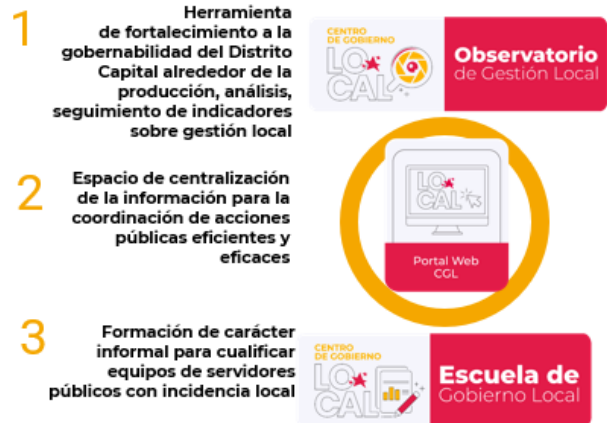 1
Herramienta
de fortalecimiento a la
gobernabilidad del Distrito
Capital alrededor de la
producción, análisis,
seguimiento de indicadores
sobre gestión local
CENTRO
DE GOBIERNO
LO
CAL
Observatorio
de Gestión Local
2
Espacio de centralización
de la información para la
coordinación de acciones
públicas eficientes y
eficaces
LO
CAL
Portal Web
CGL
3
Formación de carácter
informal para cualificar
equipos de servidores
públicos con incidencia local
CENTRO
DE GOBIERNO
LO
CAL
Escuela de
Gobierno Local